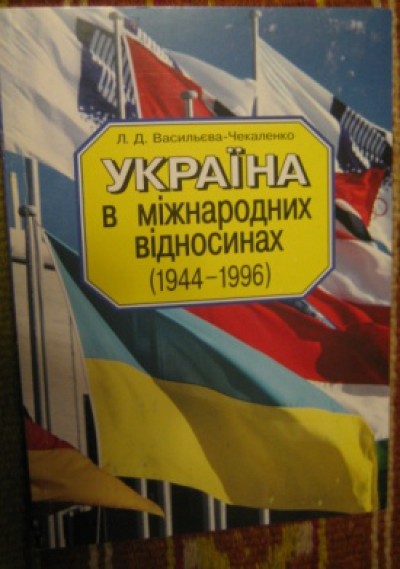 Л. Д. Васильєва-Чекаленко
УКРАЇНА
в міжнародних
відносинах
(1944–1996)